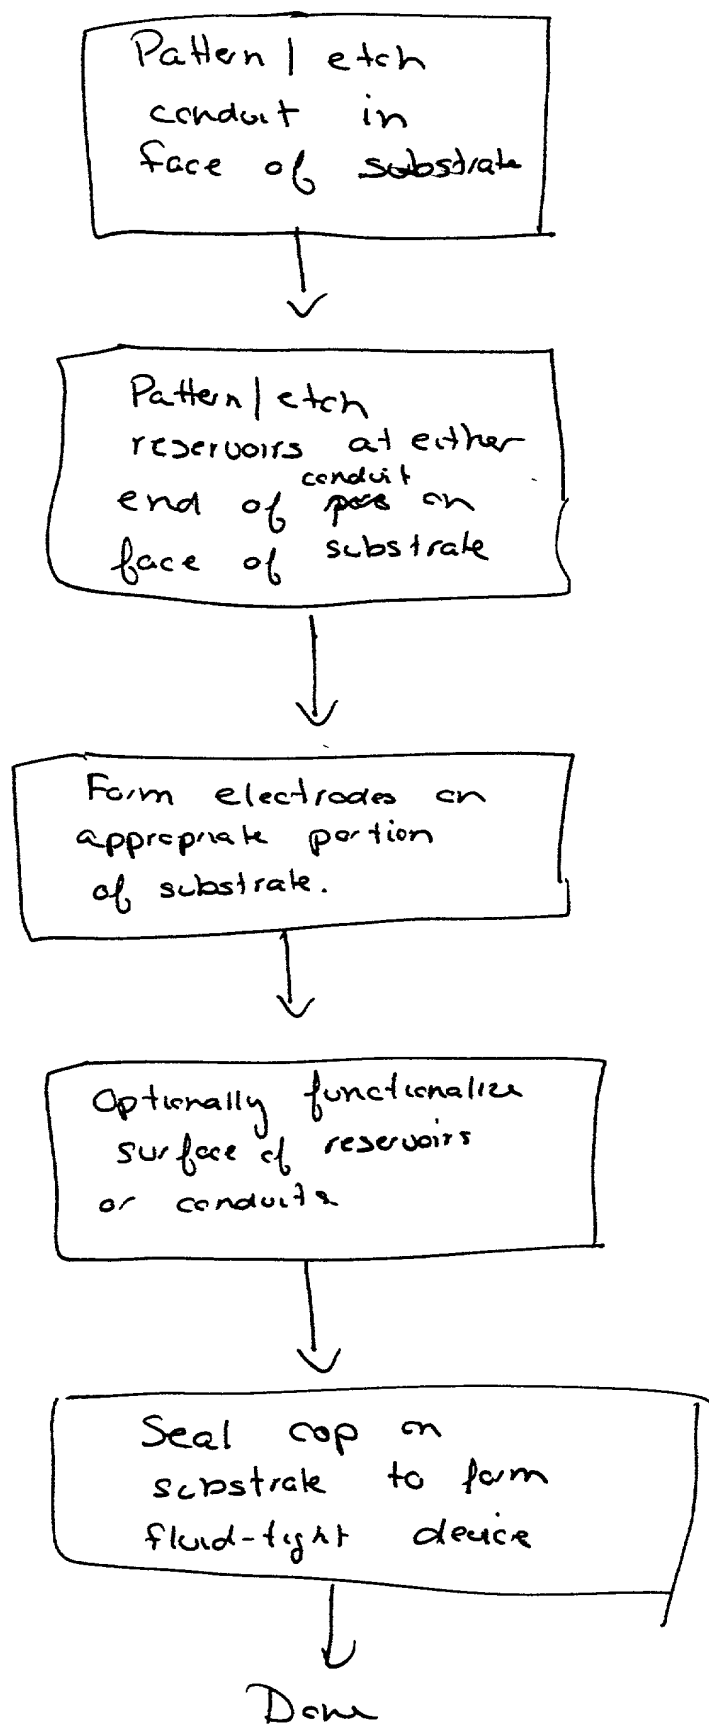 Pattern / etch
conduit in
face of substrate
Pattern / etch
reservoirs at either
conduit
end of on
face of substrate
Form electrodes on
appropriate portion
of substrate.
Optionally functionalize
surface of reservoirs
or conduits
Seal cap on
substrate to form
fluid-tight device
Done